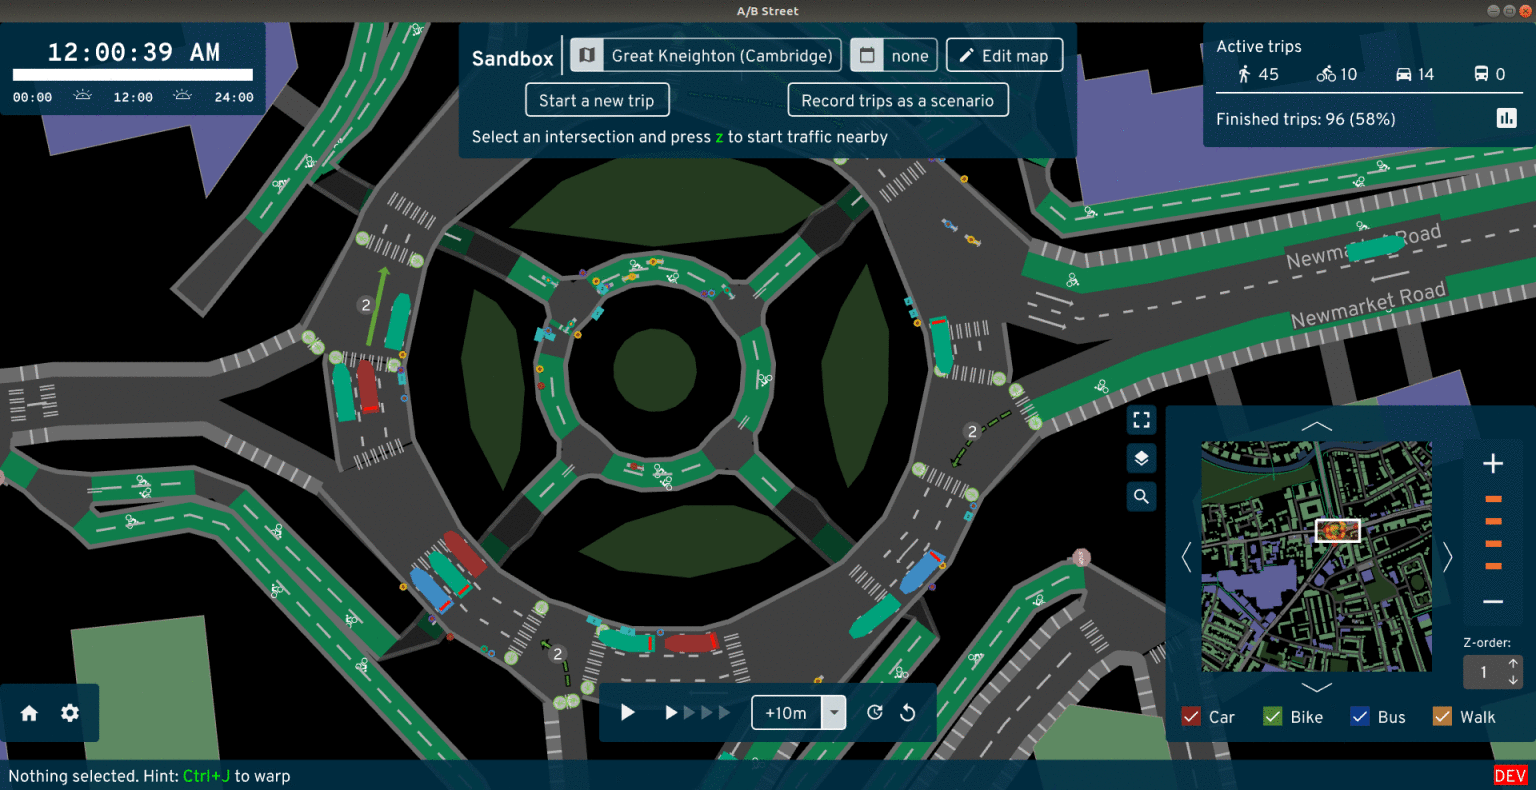 A/B Street
12:00:39 AM
00:00 12:00 24:00
Sandbox Great Kneighton (Cambridge) none Edit map
Start a new trip Record trips as a scenario
Select an intersection and press z to start traffic nearby
Active trips
45 10 14 0
Finished trips: 96 (58%)
Newmarket Road
Newmarket Road
2
2
2
Z-order:
1
Car Bike Bus Walk
+10m
Nothing selected. Hint: Ctrl+J to warp
DEV